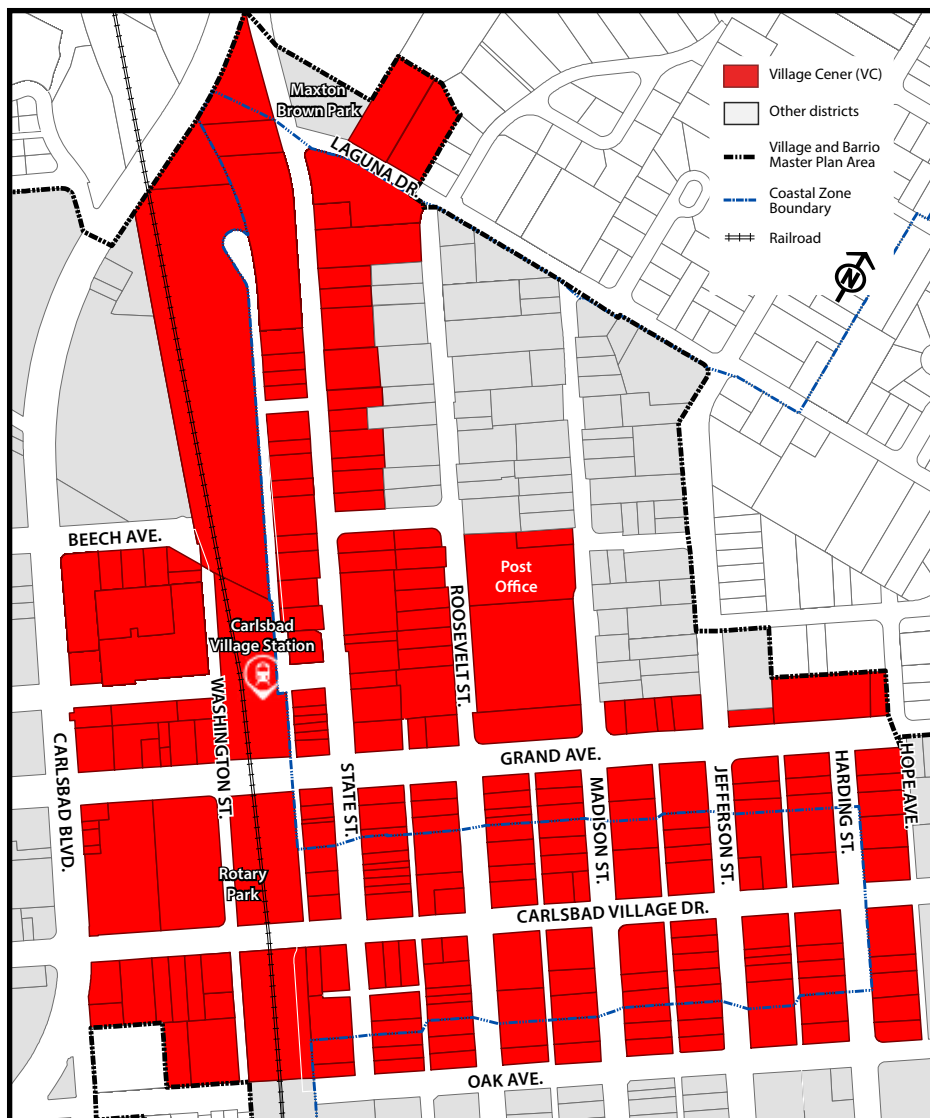 Village Cener (VC)
Other districts
Village and Barrio
Master Plan Area
Coastal Zone
Boundary
Railroad
N
Maxton
Brown Park
LAGUNA DR.
BEECH AVE.
Post
Office
ROOSEVELT ST.
Carlsbad
Village Station
WASHINGTON ST.
CARLSBAD BLVD.
STATE ST.
GRAND AVE.
MADISON ST.
JEFFERSON ST.
HARDING ST.
HOPE AVE.
Rotary
Park
CARLSBAD VILLAGE DR.
OAK AVE.